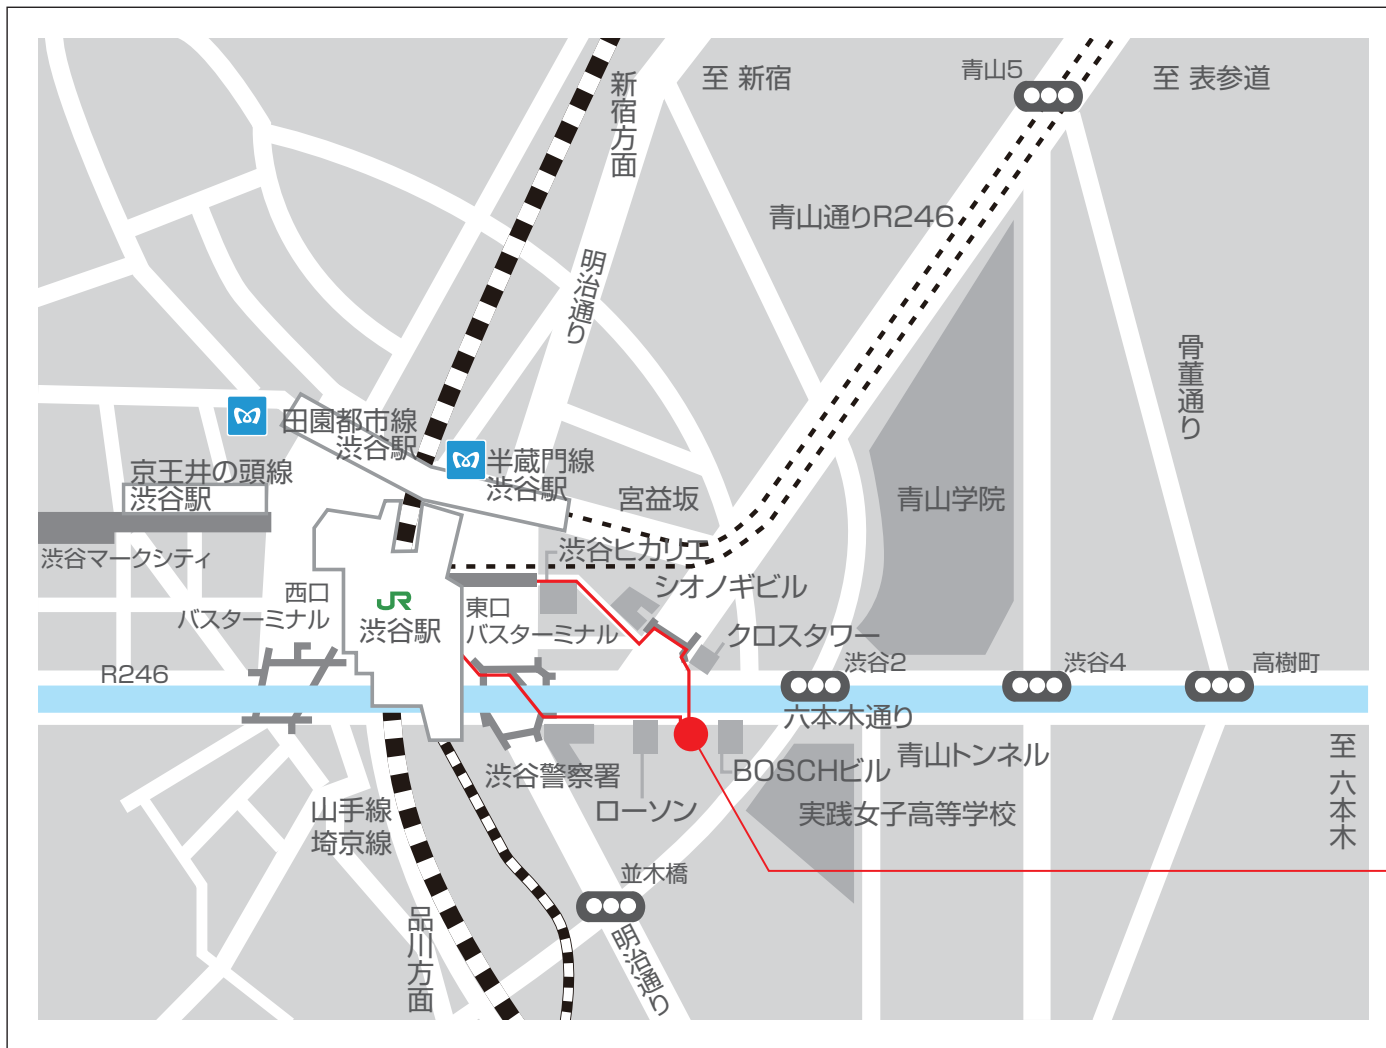 至 新宿
青山5
至 表参道
新宿方面
青山通りR246
明治通り
骨董通り
田園都市線
渋谷駅
半蔵門線
渋谷駅
京王井の頭線
渋谷駅
宮益坂
青山学院
渋谷マークシティ
渋谷ヒカリエ
シオノギビル
西口
バスターミナル
JR
渋谷駅
東口
バスターミナル
クロスタワー
R246
渋谷2
渋谷4
高樹町
六本木通り
青山トンネル
至 六本木
渋谷警察署
BOSCHビル
ローソン
実践女子高等学校
山手線
埼京線
並木橋
品川方面
明治通り